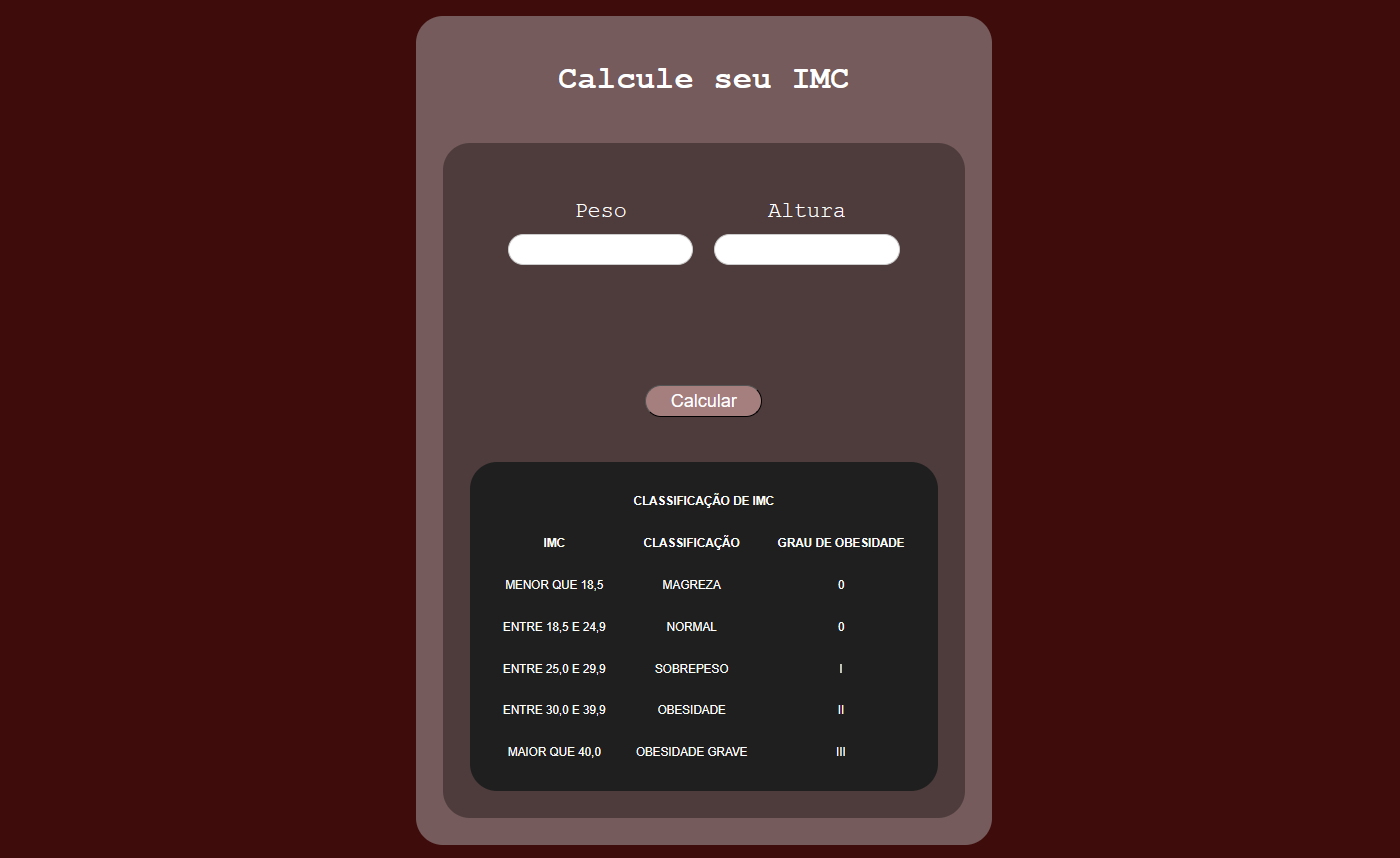 Calcule seu IMC
Peso Altura
Calcular
CLASSIFICAÇÃO DE IMC
IMC CLASSIFICAÇÃO GRAU DE OBESIDADE
MENOR QUE 18,5 MAGREZA 0
ENTRE 18,5 E 24,9 NORMAL 0
ENTRE 25,0 E 29,9 SOBREPESO I
ENTRE 30,0 E 39,9 OBESIDADE II
MAIOR QUE 40,0 OBESIDADE GRAVE III